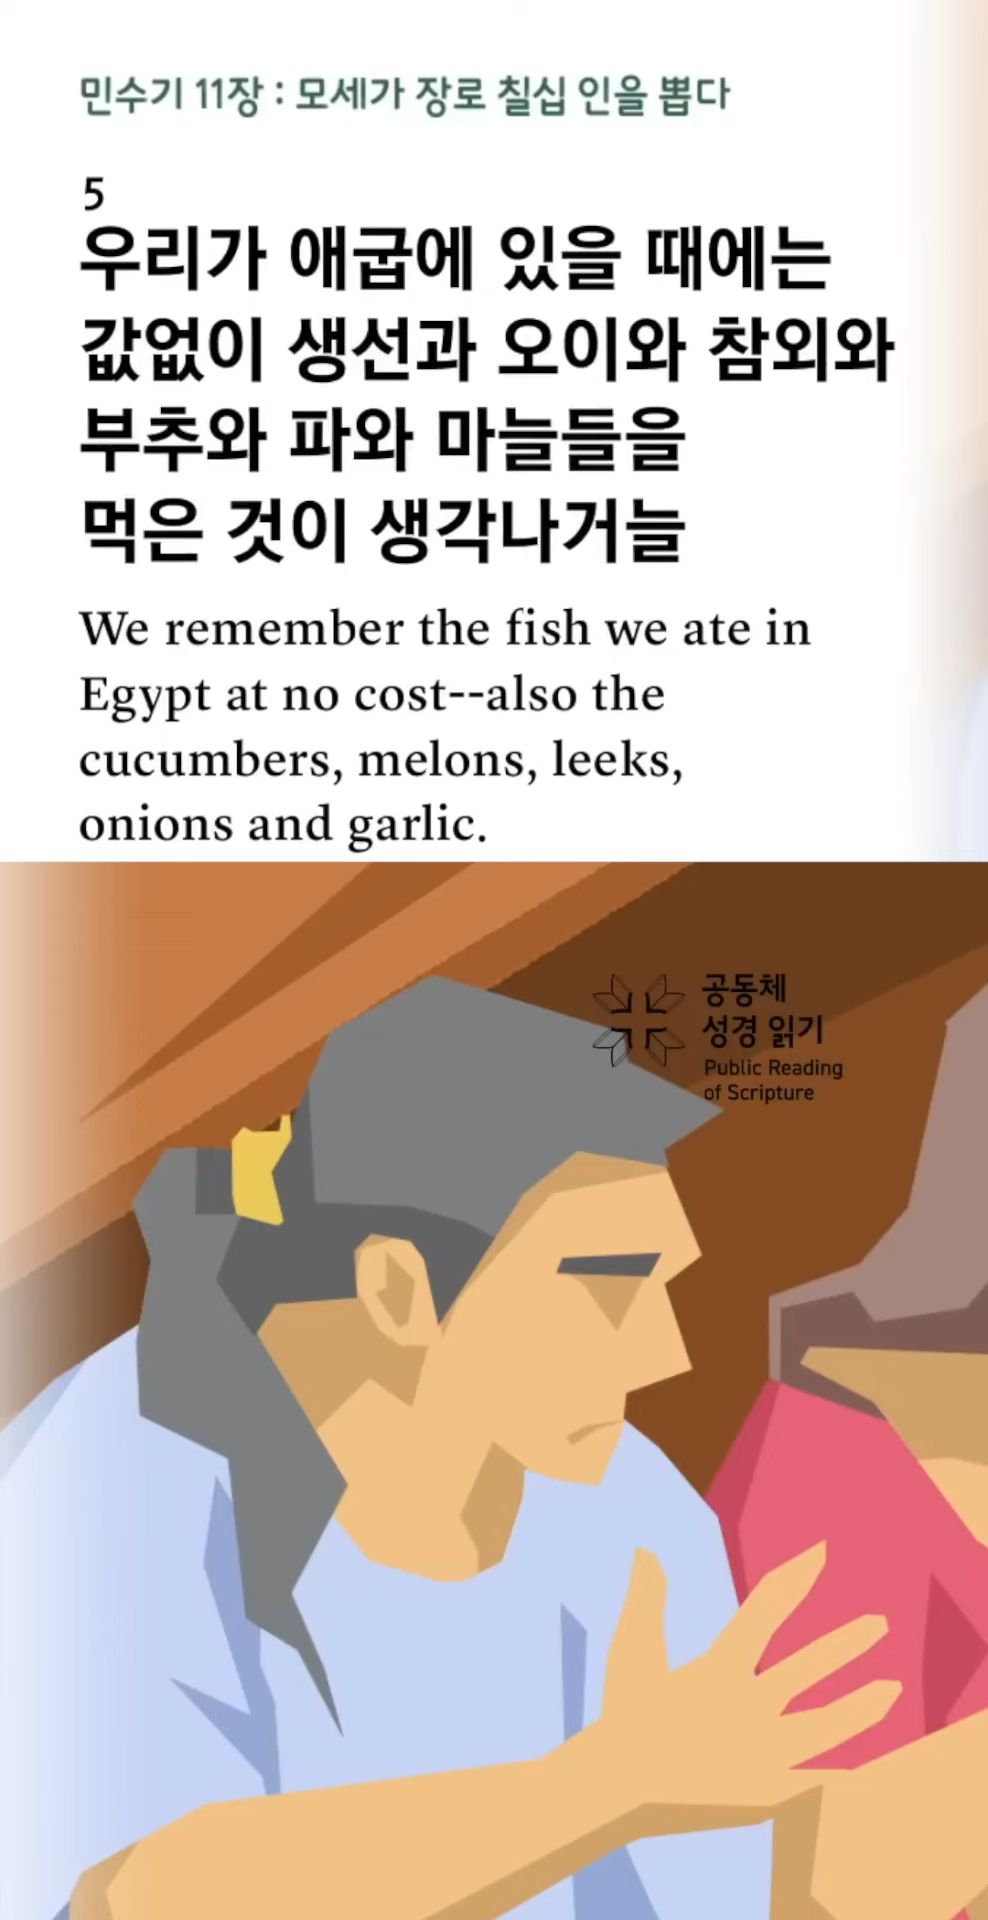 민수기 11장 : 모세가 장로 칠십 인을 뽑다
5
우리가 애굽에 있을 때에는
값없이 생선과 오이와 참외와
부추와 파와 마늘들을
먹은 것이 생각나거늘
We remember the fish we ate in
Egypt at no cost--also the
cucumbers, melons, leeks,
onions and garlic.
공동체
성경 읽기
Public Reading
of Scripture